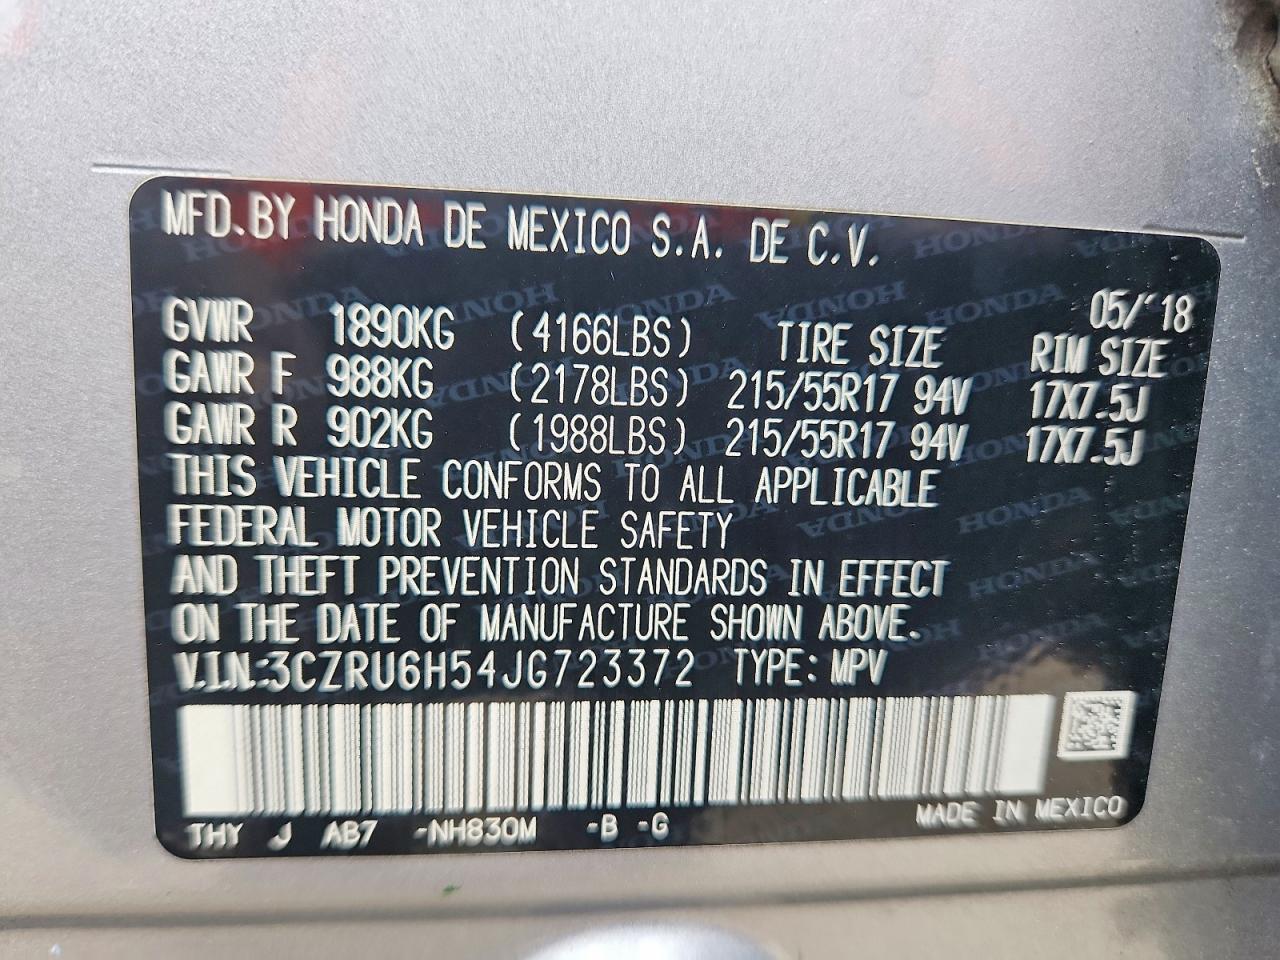 MFD.BY HONDA DE MEXICO S.A. DE C.V.
05/'18
GVWR 1890KG (4166LBS) TIRE SIZE RIM SIZE
GAWR F 988KG (2178LBS) 215/55R17 94V 17X7.5J
GAWR R 902KG (1988LBS) 215/55R17 94V 17X7.5J
THIS VEHICLE CONFORMS TO ALL APPLICABLE
FEDERAL MOTOR VEHICLE SAFETY
AND THEFT PREVENTION STANDARDS IN EFFECT
ON THE DATE OF MANUFACTURE SHOWN ABOVE.
V.I.N.:3CZRU6H54JG723372 TYPE: MPV
MADE IN MEXICO
THY J AB7 -NH830M -B -G